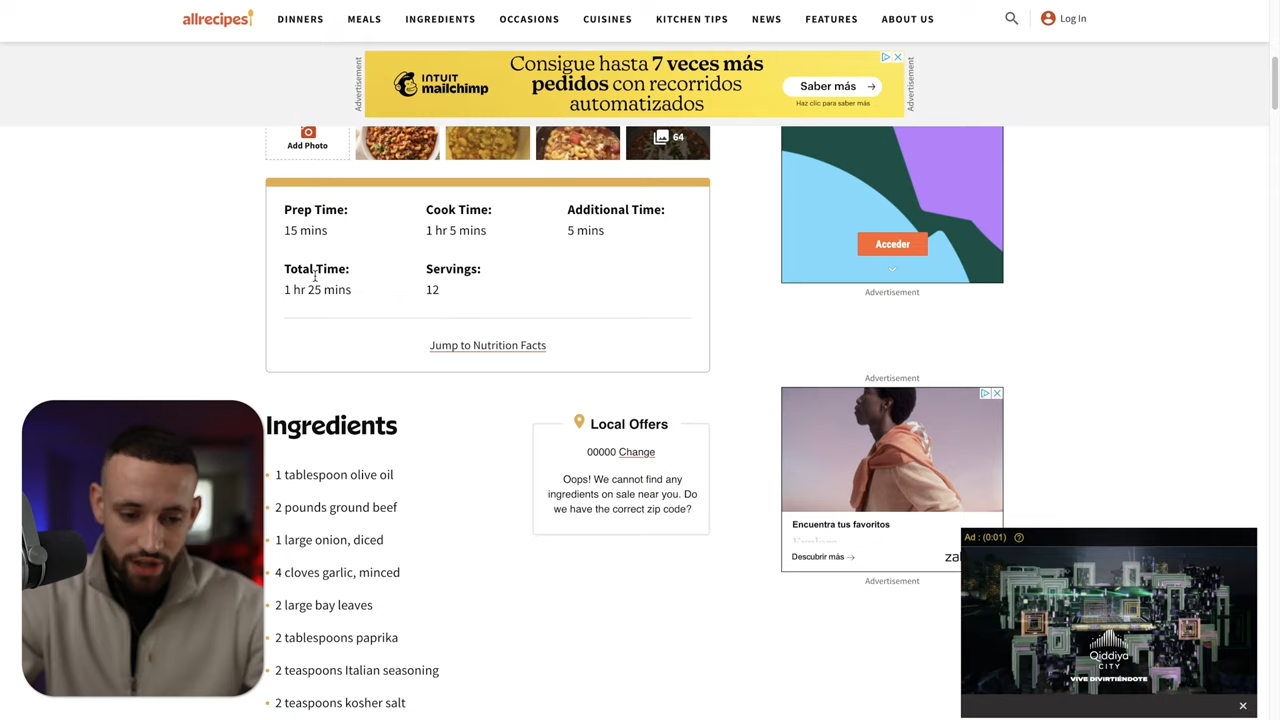 allrecipes
DINNERS
MEALS
INGREDIENTS
OCCASIONS
CUISINES
KITCHEN TIPS
NEWS
FEATURES
ABOUT US
Log In
Advertisement
INTUIT
mailchimp
Consigue hasta 7 veces más
pedidos con recorridos
automatizados
Saber más →
Haz clic para saber más
Advertisement
Add Photo
64
Prep Time:
15 mins
Cook Time:
1 hr 5 mins
Additional Time:
5 mins
Total Time:
1 hr 25 mins
Servings:
12
Jump to Nutrition Facts
Acceder
Advertisement
Ingredients
1 tablespoon olive oil
2 pounds ground beef
1 large onion, diced
4 cloves garlic, minced
2 large bay leaves
2 tablespoons paprika
2 teaspoons Italian seasoning
2 teaspoons kosher salt
Local Offers
00000 Change
Oops! We cannot find any
ingredients on sale near you. Do
we have the correct zip code?
Advertisement
Encuentra tus favoritos
Descubrir más →
Advertisement
Ad : (0:01)
Qiddiya
CITY
VIVE DIVIRTIÉNDOTE